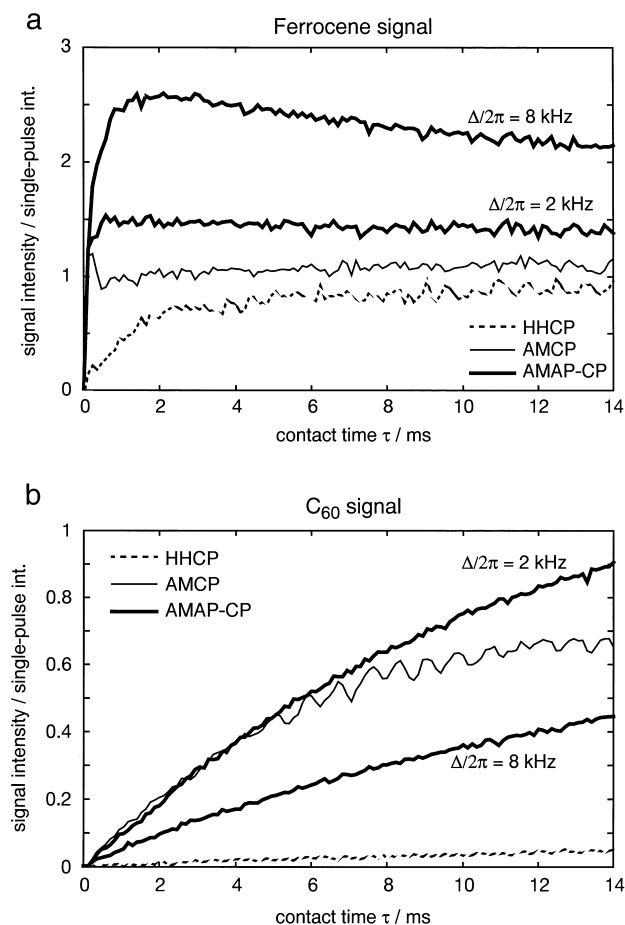 a
Ferrocene signal
3
2
1
0
signal intensity / single-pulse int.
Δ/2π = 8 kHz
Δ/2π = 2 kHz
HHCP
AMCP
AMAP-CP
0 2 4 6 8 10 12 14
contact time τ / ms
b
C₆₀ signal
1
0.8
0.6
0.4
0.2
0
signal intensity / single-pulse int.
HHCP
AMCP
AMAP-CP
Δ/2π = 2 kHz
Δ/2π = 8 kHz
0 2 4 6 8 10 12 14
contact time τ / ms